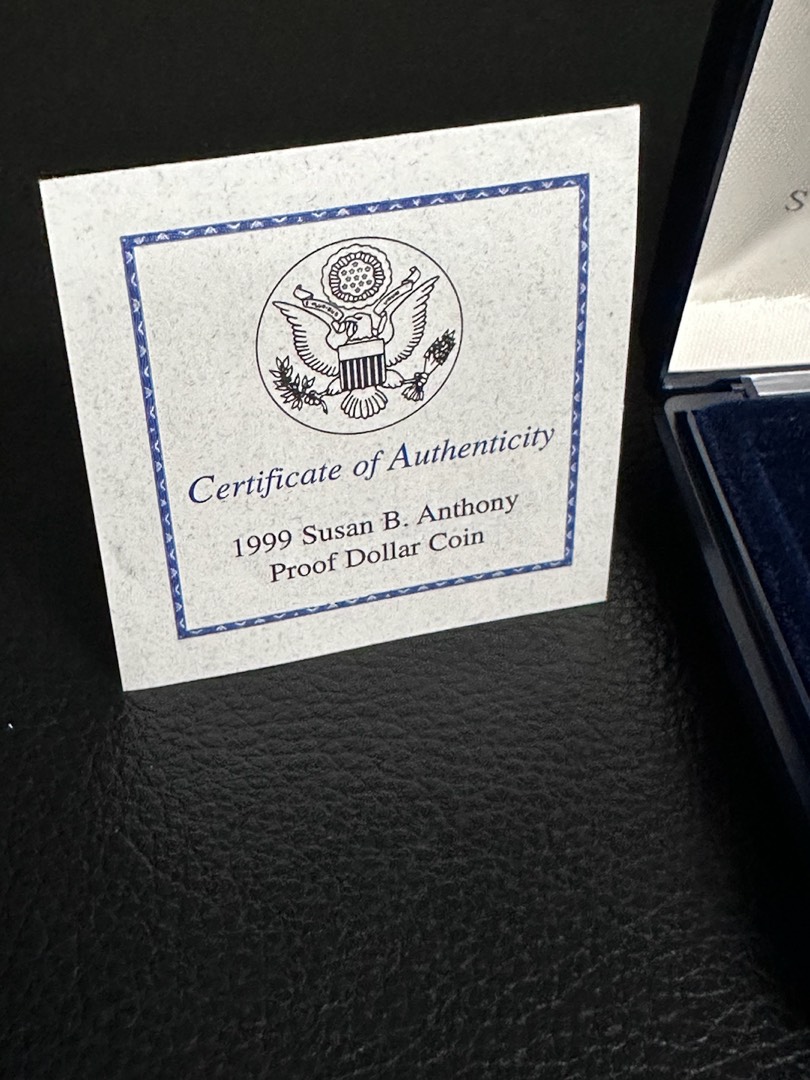 Certificate of Authenticity
1999 Susan B. Anthony
Proof Dollar Coin
S